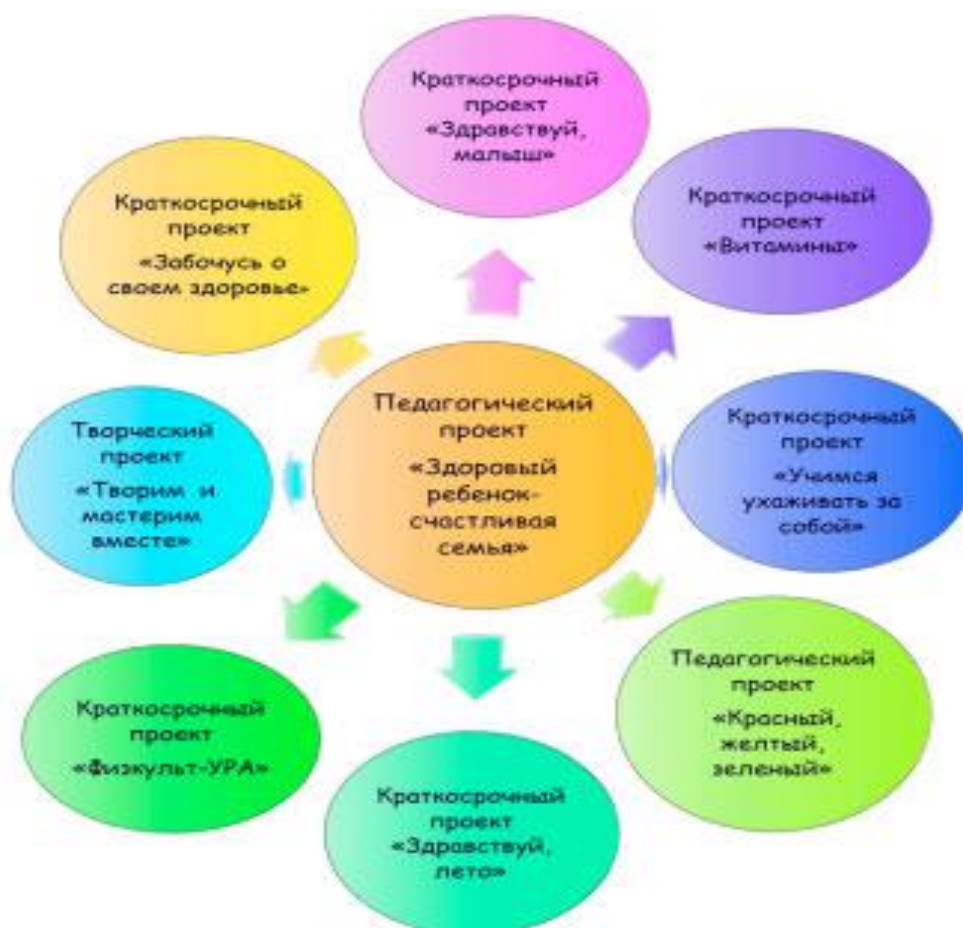 Краткосрочный
проект
«Здравствуй,
малыш»
Краткосрочный
проект
«Витамины»
Краткосрочный
проект
«Учимся
ухаживать за
собой»
Педагогический
проект
«Красный,
желтый,
зеленый»
Краткосрочный
проект
«Здравствуй,
лето»
Краткосрочный
проект
«Физкульт-УРА»
Творческий
проект
«Творим и
мастерим
вместе»
Краткосрочный
проект
«Забочусь о
своем здоровье»
Педагогический
проект
«Здоровый
ребенок-
счастливая
семья»